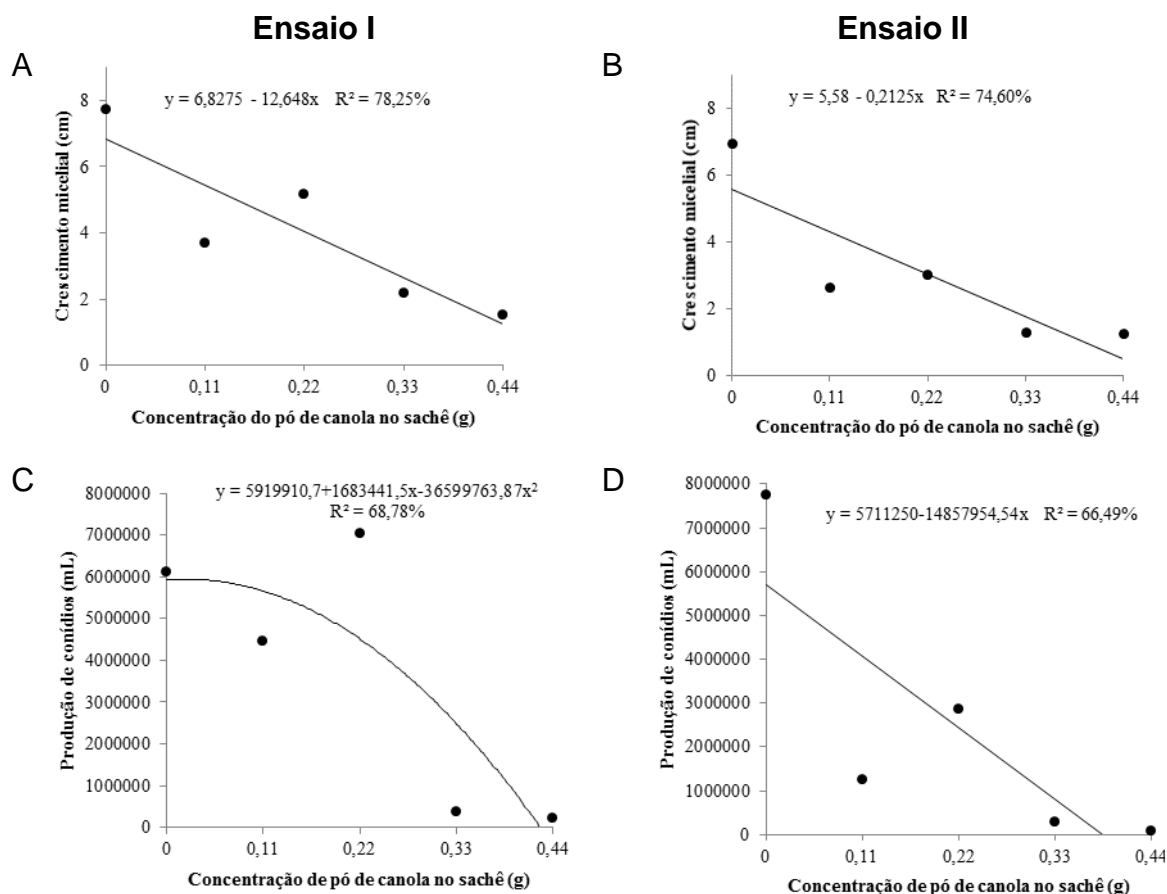 Ensaio I
Ensaio II
A
y = 6,8275 - 12,648x R² = 78,25%
Crescimento micelial (cm)
8
6
4
2
0
0 0,11 0,22 0,33 0,44
Concentração do pó de canola no sachê (g)
B
y = 5,58 - 0,2125x R² = 74,60%
Crescimento micelial (cm)
8
6
4
2
0
0 0,11 0,22 0,33 0,44
Concentração do pó de canola no sachê (g)
C
y = 5919910,7+1683441,5x-36599763,87x²
R² = 68,78%
Produção de conídios (mL)
8000000
7000000
6000000
5000000
4000000
3000000
2000000
1000000
0
0 0,11 0,22 0,33 0,44
Concentração de pó de canola no sachê (g)
D
y = 5711250-14857954,54x R² = 66,49%
Produção de conídios (mL)
8000000
7000000
6000000
5000000
4000000
3000000
2000000
1000000
0
0 0,11 0,22 0,33 0,44
Concentração de pó de canola no sachê (g)